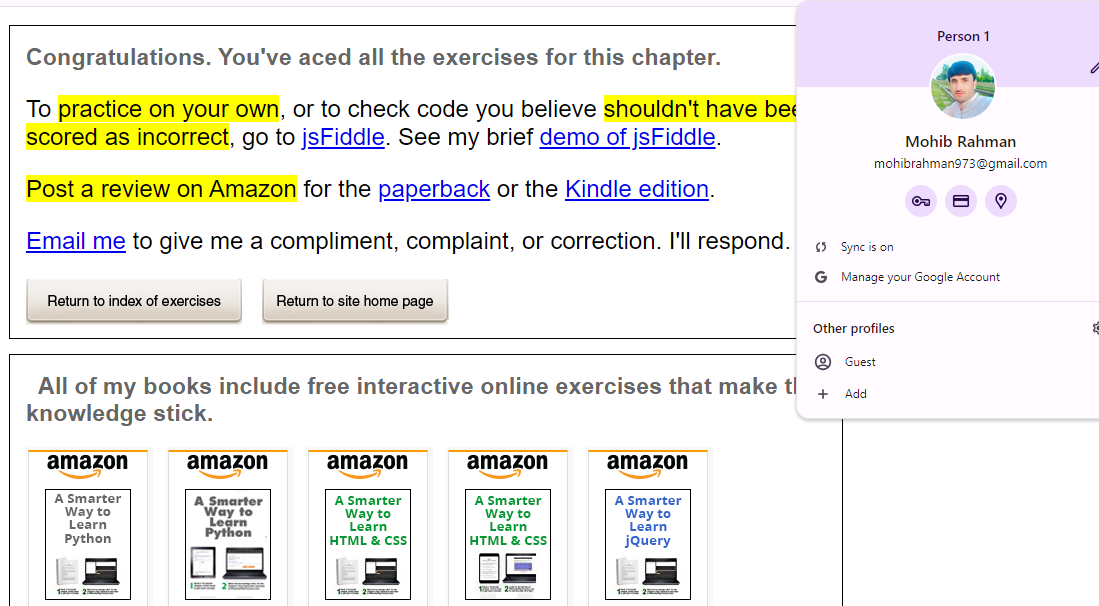 Congratulations. You've aced all the exercises for this chapter.
To practice on your own, or to check code you believe shouldn't have bee
scored as incorrect, go to jsFiddle. See my brief demo of jsFiddle.
Post a review on Amazon for the paperback or the Kindle edition.
Email me to give me a compliment, complaint, or correction. I'll respond.
Return to index of exercises
Return to site home page
All of my books include free interactive online exercises that make th
knowledge stick.
amazon
A Smarter
Way to
Learn
Python
amazon
A Smarter
Way to
Learn
Python
amazon
A Smarter
Way to
Learn
HTML & CSS
amazon
A Smarter
Way to
Learn
HTML & CSS
amazon
A Smarter
Way to
Learn
jQuery
Person 1
Mohib Rahman
mohibrahman973@gmail.com
Sync is on
Manage your Google Account
Other profiles
Guest
Add